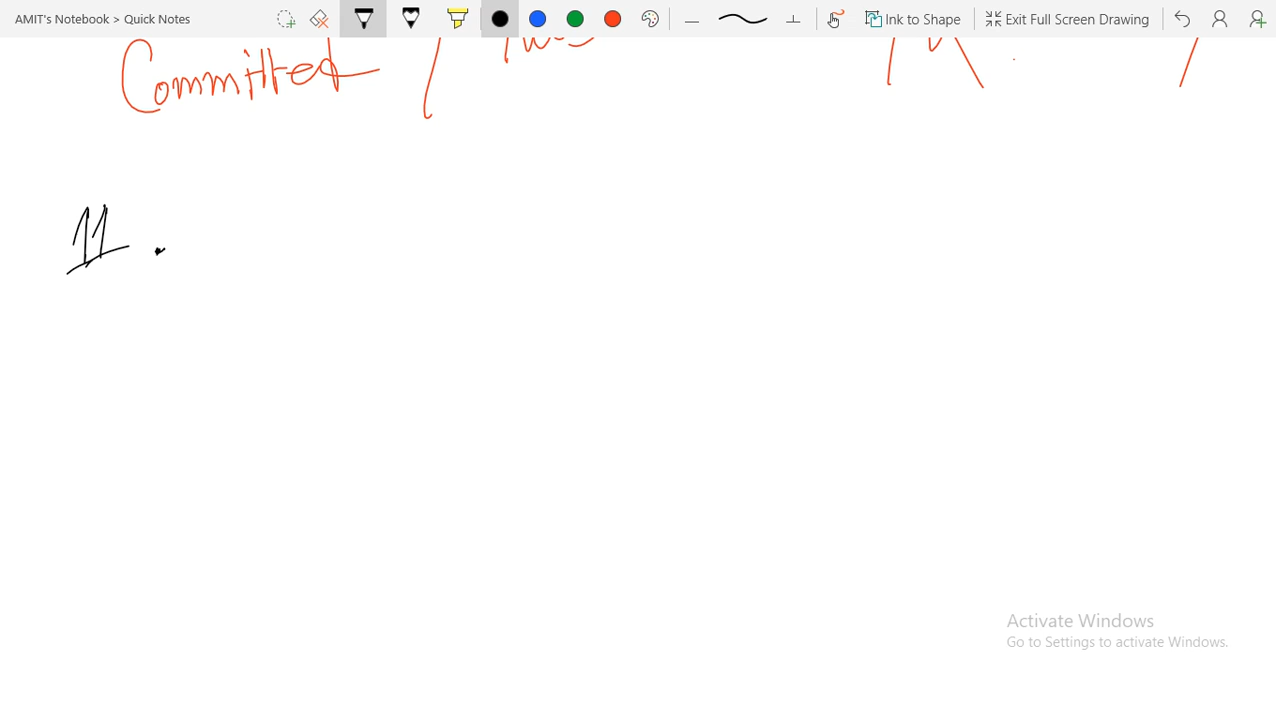 AMIT's Notebook > Quick Notes
Ink to Shape
Exit Full Screen Drawing
Committed
11.
Activate Windows
Go to Settings to activate Windows.